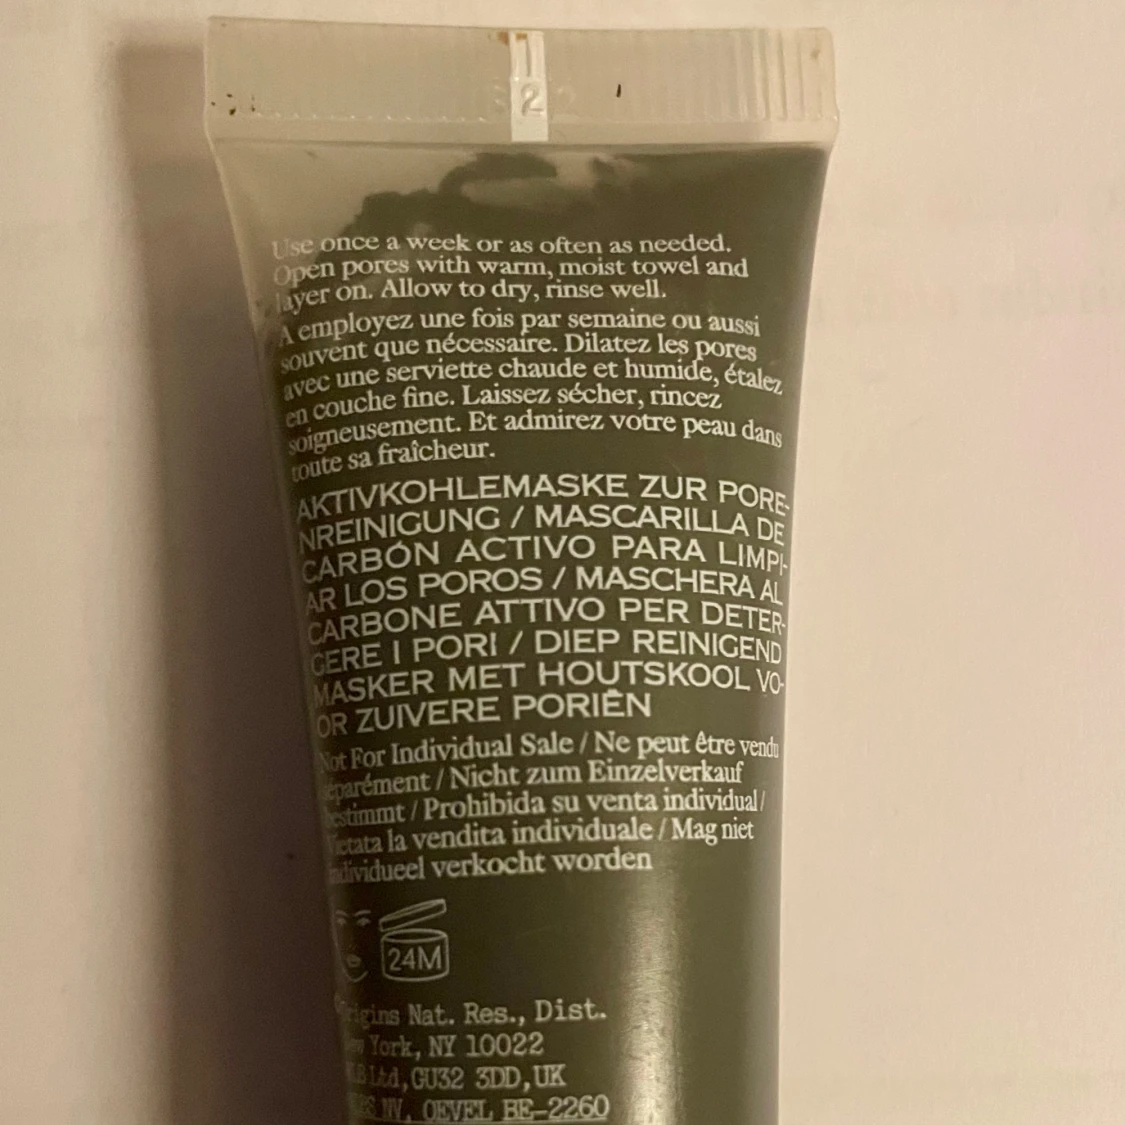 12
Use once a week or as often as needed.
Open pores with warm, moist towel and
layer on. Allow to dry, rinse well.
A employez une fois par semaine ou aussi
souvent que nécessaire. Dilatez les pores
avec une serviette chaude et humide, étalez
en couche fine. Laissez sécher, rincez
soigneusement. Et admirez votre peau dans
toute sa fraîcheur.
AKTIVKOHLEMASKE ZUR PORE-
NREINIGUNG / MASCARILLA DE
CARBÓN ACTIVO PARA LIMPI-
AR LOS POROS / MASCHERA AL
CARBONE ATTIVO PER DETER-
GERE I PORI / DIEP REINIGEND
MASKER MET HOUTSKOOL VO-
OR ZUIVERE PORIËN
Not For Individual Sale / Ne peut être vendu
séparément / Nicht zum Einzelverkauf
bestimmt / Prohibida su venta individual /
Vietata la vendita individuale / Mag niet
individueel verkocht worden
24M
Origins Nat. Res., Dist.
New York, NY 10022
Ltd, GU32 3DD, UK
NV, OEVEL BE-2260